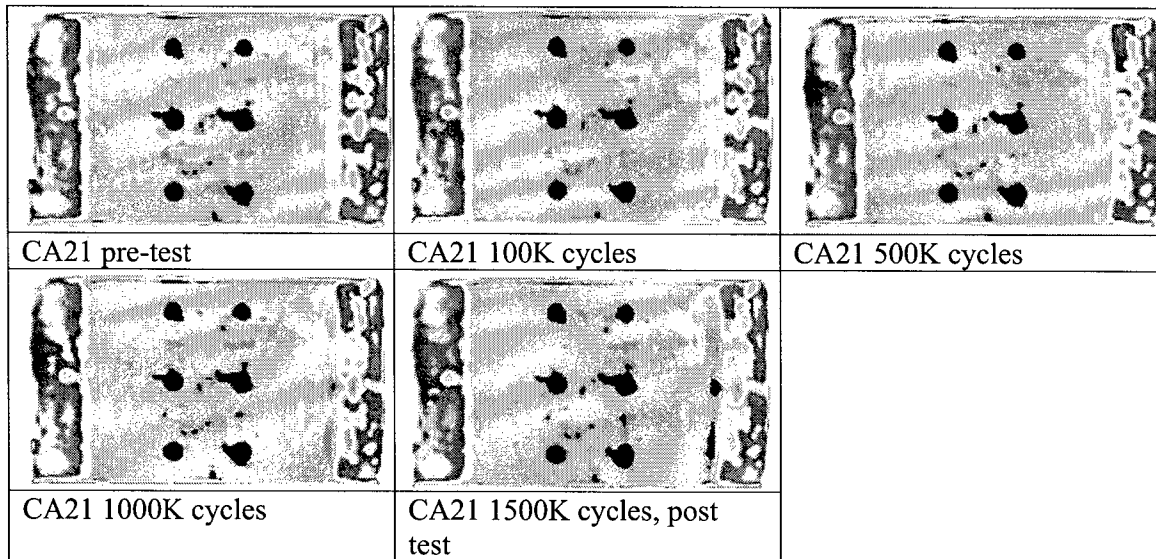 CA21 pre-test
CA21 100K cycles
CA21 500K cycles
CA21 1000K cycles
CA21 1500K cycles, post
test